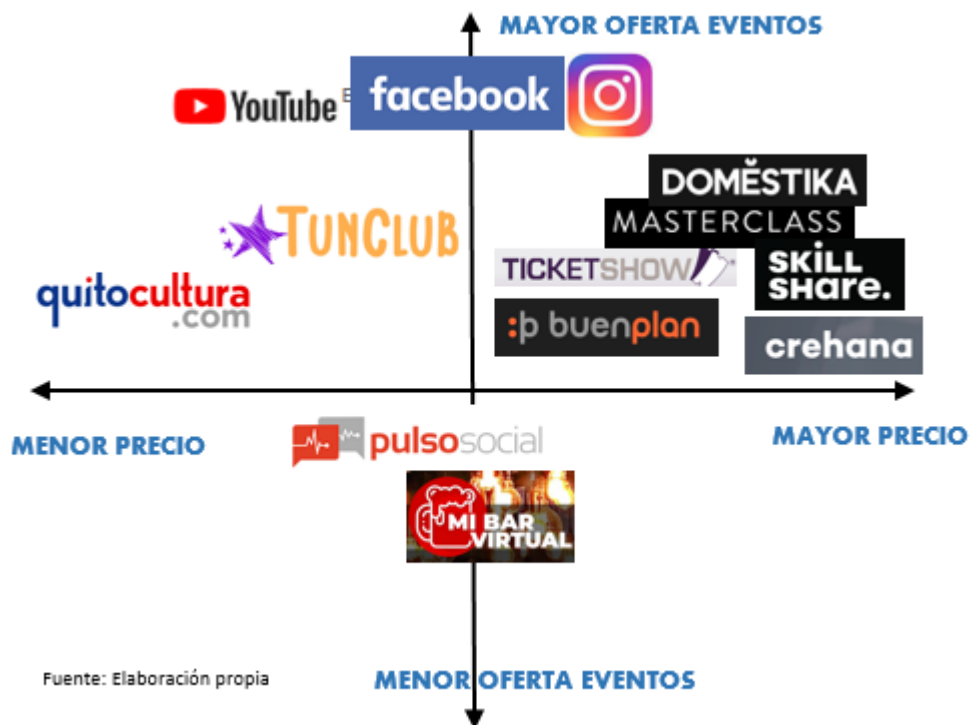 MAYOR OFERTA EVENTOS
YouTube
E
facebook
DOMĚSTIKA
MASTERCLASS
TUNCLUB
TICKETSHOW
SKiLL
SHare.
quitocultura
.com
:þ buenplan
crehana
MENOR PRECIO
MAYOR PRECIO
pulsosocial
MI BAR
VIRTUAL
Fuente: Elaboración propia
MENOR OFERTA EVENTOS